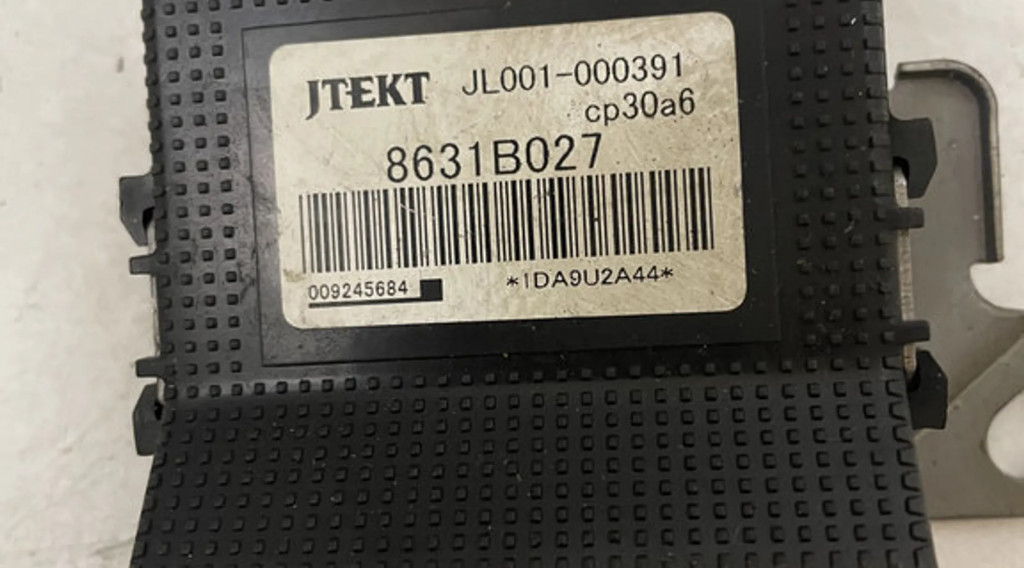 JTEKT JL001-000391
cp30a6
8631B027
009245684 *1DA9U2A44*